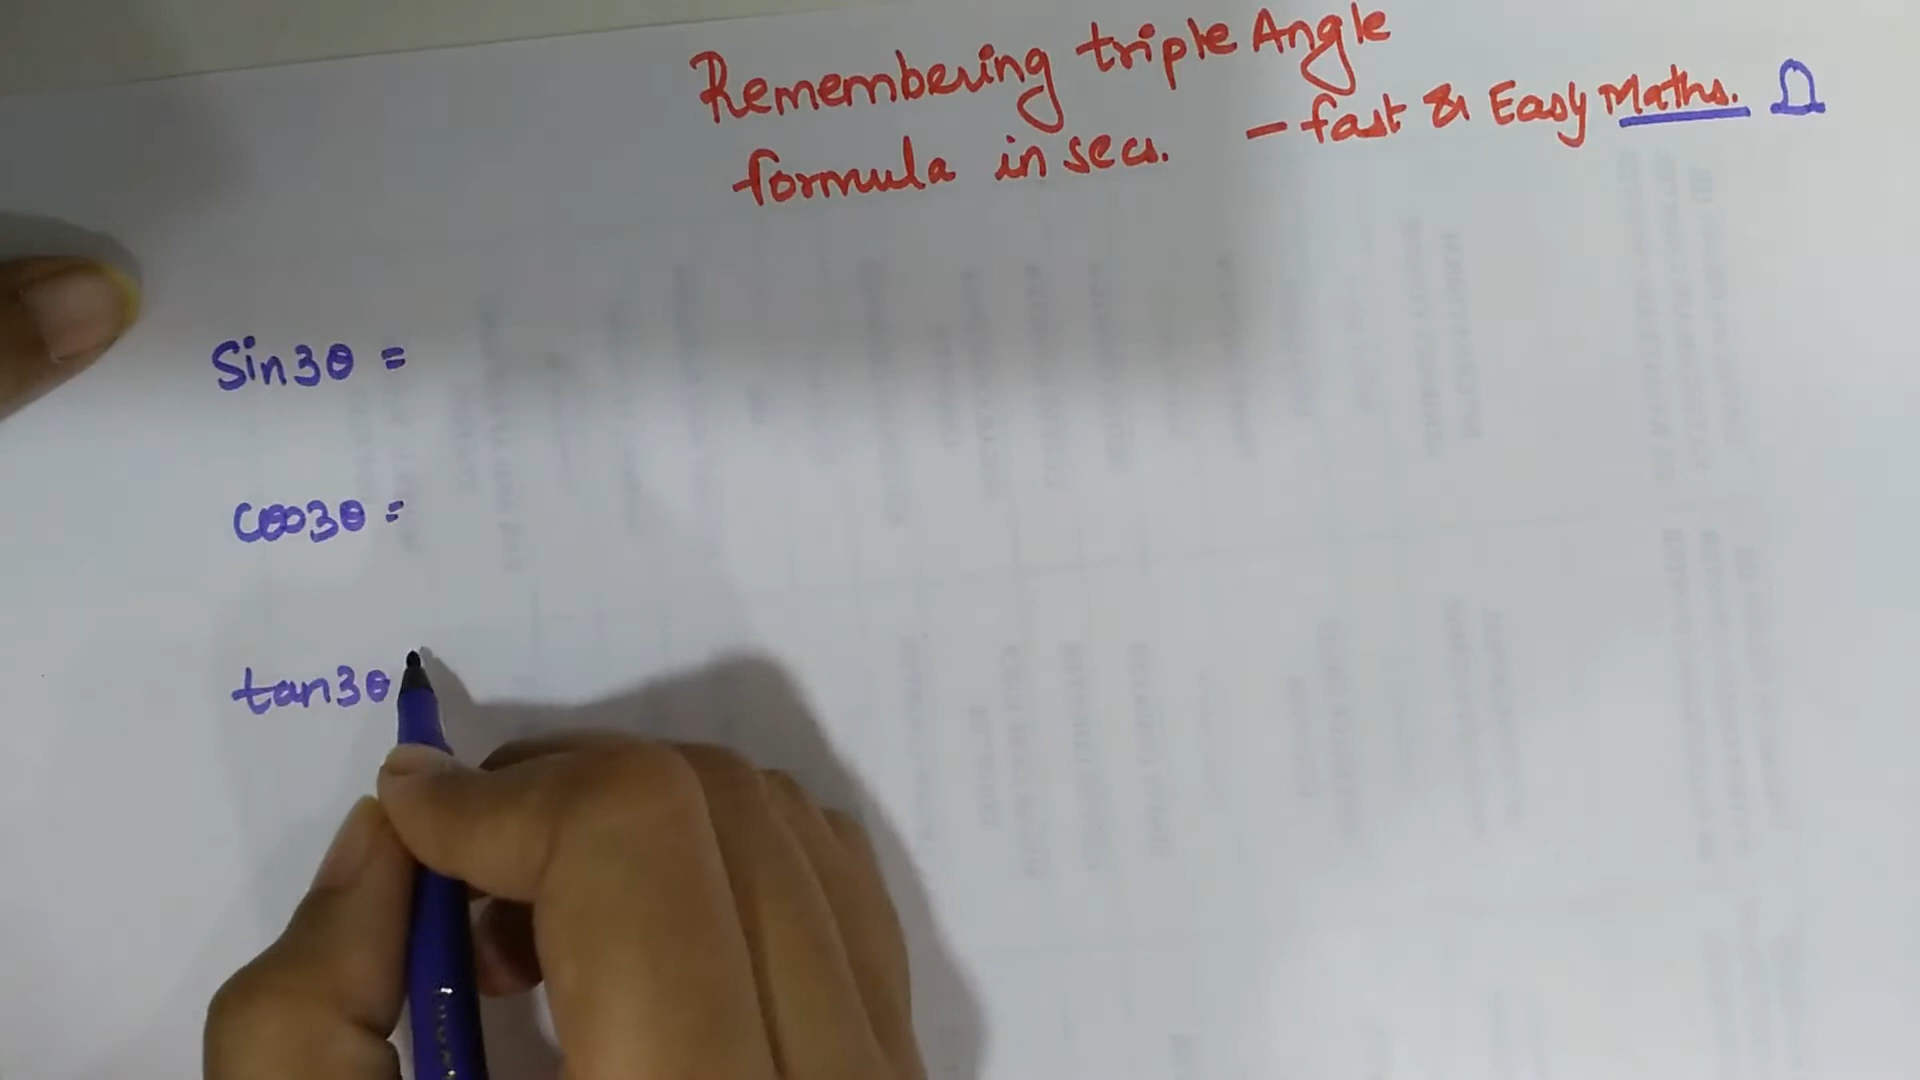 Remembering triple Angle
formula in secs.
- fast & Easy Maths.
Sin3θ =
cos3θ =
tan3θ